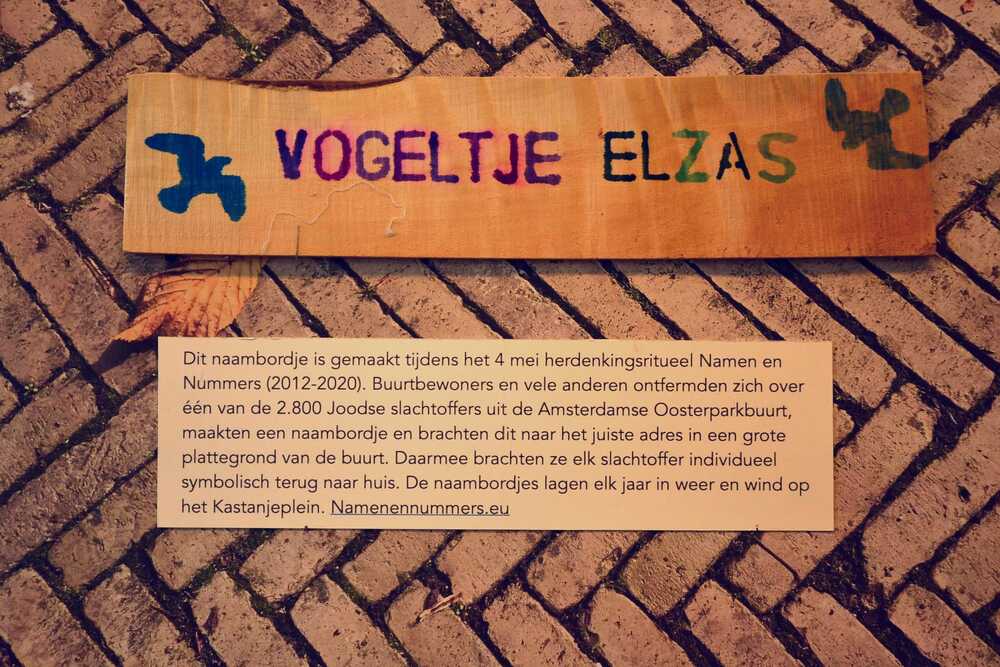 VOGELTJE ELZAS
Dit naambordje is gemaakt tijdens het 4 mei herdenkingsritueel Namen en
Nummers (2012-2020). Buurtbewoners en vele anderen ontfermden zich over
één van de 2.800 Joodse slachtoffers uit de Amsterdamse Oosterparkbuurt,
maakten een naambordje en brachten dit naar het juiste adres in een grote
plattegrond van de buurt. Daarmee brachten ze elk slachtoffer individueel
symbolisch terug naar huis. De naambordjes lagen elk jaar in weer en wind op
het Kastanjeplein. Namenennummers.eu